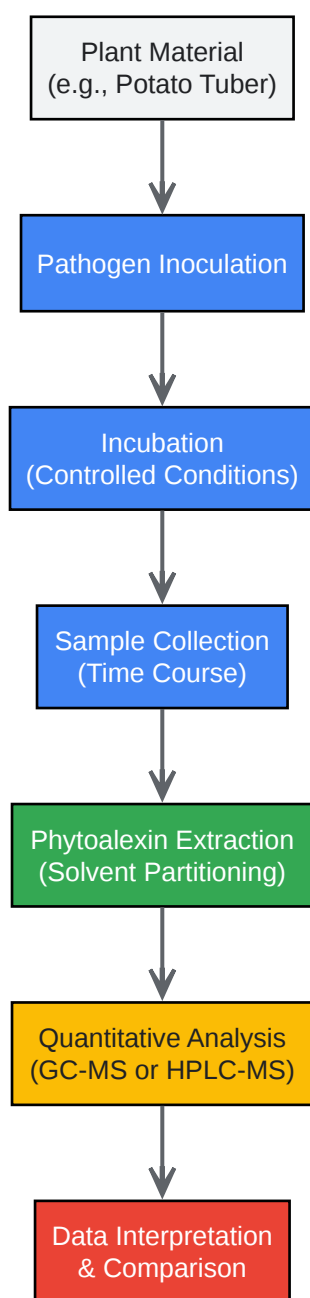 Plant Material
(e.g., Potato Tuber)
Pathogen Inoculation
Incubation
(Controlled Conditions)
Sample Collection
(Time Course)
Phytoalexin Extraction
(Solvent Partitioning)
Quantitative Analysis
(GC-MS or HPLC-MS)
Data Interpretation
& Comparison